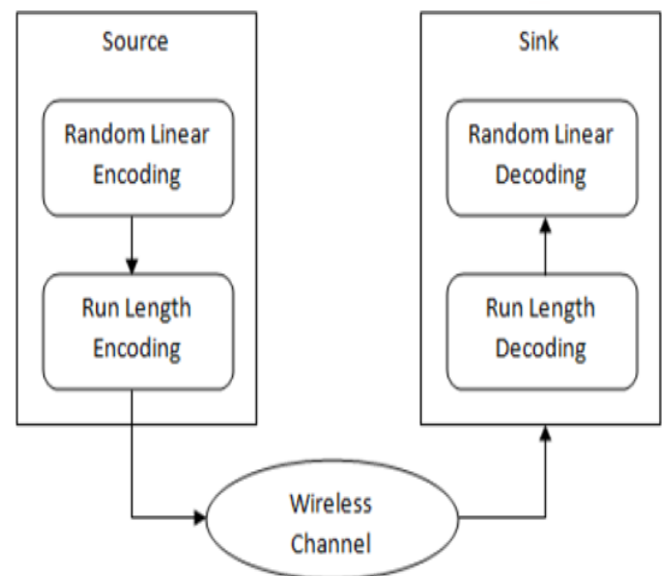 Source
Random Linear
Encoding
Run Length
Encoding
Sink
Random Linear
Decoding
Run Length
Decoding
Wireless
Channel